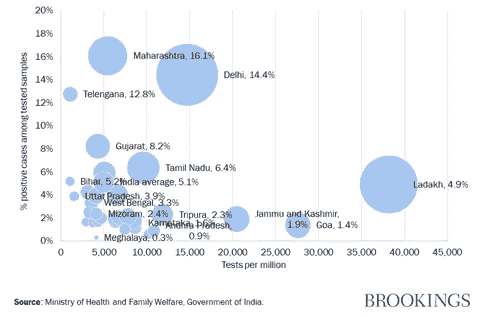 20%
18%
16%
14%
12%
10%
8%
6%
4%
2%
0%
% positive cases among tested samples
Maharashtra, 16.1%
Delhi, 14.4%
Telengana, 12.8%
Gujarat, 8.2%
Tamil Nadu, 6.4%
Bihar, 5.2%
India average, 5.1%
Ladakh, 4.9%
Uttar Pradesh, 3.9%
West Bengal, 3.3%
Mizoram, 2.4%
Tripura, 2.3%
Jammu and Kashmir,
1.9%
Goa, 1.4%
Karnataka, 1.6%
Andhra Pradesh,
0.9%
Meghalaya, 0.3%
0
5,000
10,000
15,000
20,000
25,000
30,000
35,000
40,000
45,000
Tests per million
Source: Ministry of Health and Family Welfare, Government of India.
BROOKINGS